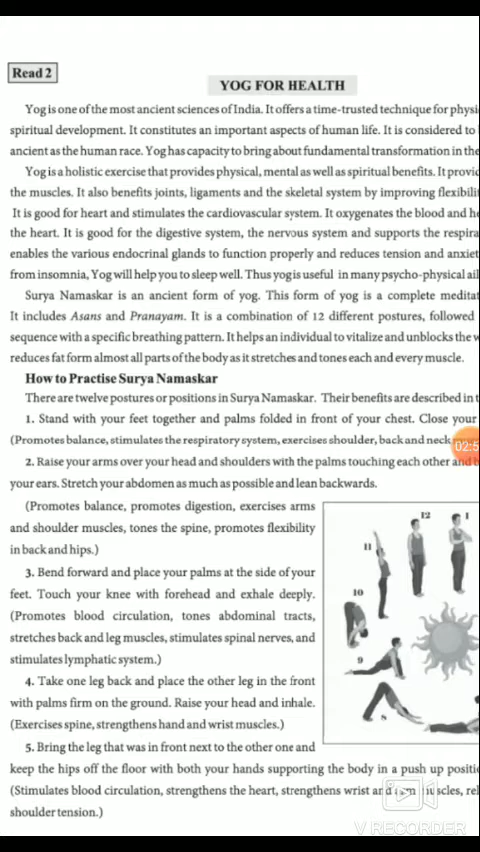 Read 2
YOG FOR HEALTH
Yog is one of the most ancient sciences of India. It offers a time-trusted technique for physi
spiritual development. It constitutes an important aspects of human life. It is considered to
ancient as the human race. Yog has capacity to bring about fundamental transformation in the
Yog is a holistic exercise that provides physical, mental as well as spiritual benefits. It provi
the muscles. It also benefits joints, ligaments and the skeletal system by improving flexibili
It is good for heart and stimulates the cardiovascular system. It oxygenates the blood and he
the heart. It is good for the digestive system, the nervous system and supports the respira
enables the various endocrinal glands to function properly and reduces tension and anxiet
from insomnia, Yog will help you to sleep well. Thus yog is useful in many psycho-physical ail
Surya Namaskar is an ancient form of yog. This form of yog is a complete meditat
It includes Asans and Pranayam. It is a combination of 12 different postures, followed
sequence with a specific breathing pattern. It helps an individual to vitalize and unblocks the w
reduces fat form almost all parts of the body as it stretches and tones each and every muscle.
How to Practise Surya Namaskar
There are twelve postures or positions in Surya Namaskar. Their benefits are described in t
1. Stand with your feet together and palms folded in front of your chest. Close your
(Promotes balance, stimulates the respiratory system, exercises shoulder, back and neck
02:5
2. Raise your arms over your head and shoulders with the palms touching each other and b
your ears. Stretch your abdomen as much as possible and lean backwards.
(Promotes balance, promotes digestion, exercises arms
and shoulder muscles, tones the spine, promotes flexibility
in back and hips.)
3. Bend forward and place your palms at the side of your
feet. Touch your knee with forehead and exhale deeply.
(Promotes blood circulation, tones abdominal tracts,
stretches back and leg muscles, stimulates spinal nerves, and
stimulates lymphatic system.)
4. Take one leg back and place the other leg in the front
with palms firm on the ground. Raise your head and inhale.
(Exercises spine, strengthens hand and wrist muscles.)
5. Bring the leg that was in front next to the other one and
keep the hips off the floor with both your hands supporting the body in a push up positi
(Stimulates blood circulation, strengthens the heart, strengthens wrist and arm muscles, rel
shoulder tension.)
12
1
11
10
9
8
V RECORDER